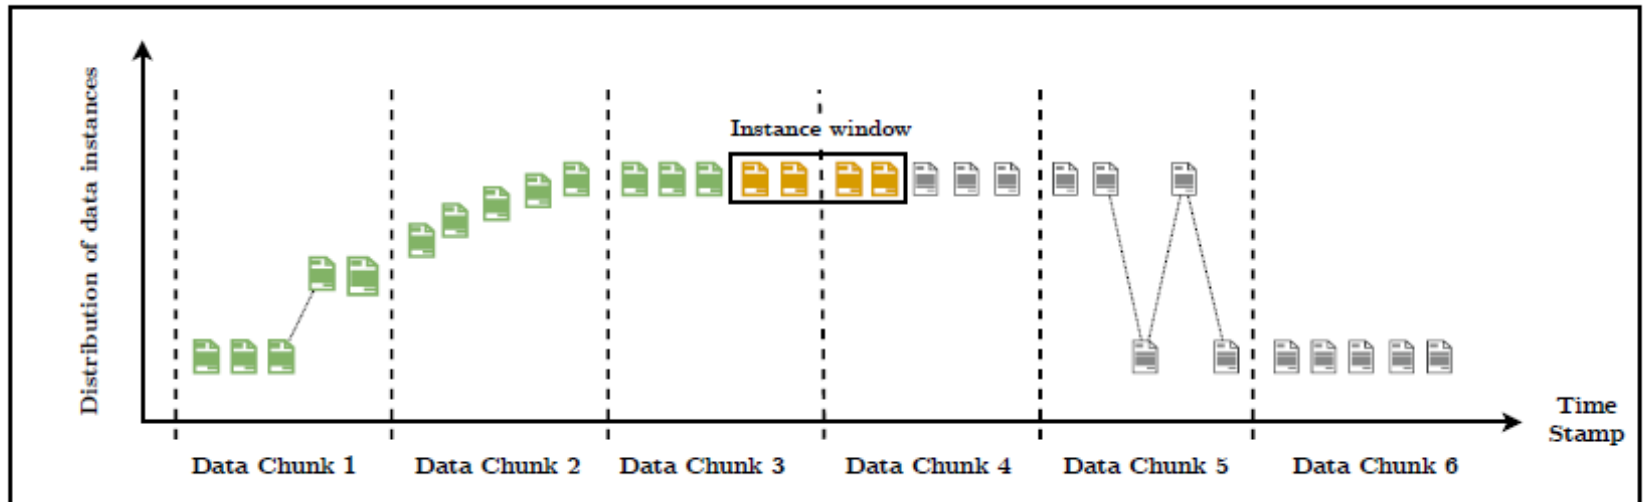 Distribution of data instances
Instance window
Time
Stamp
Data Chunk 1
Data Chunk 2
Data Chunk 3
Data Chunk 4
Data Chunk 5
Data Chunk 6